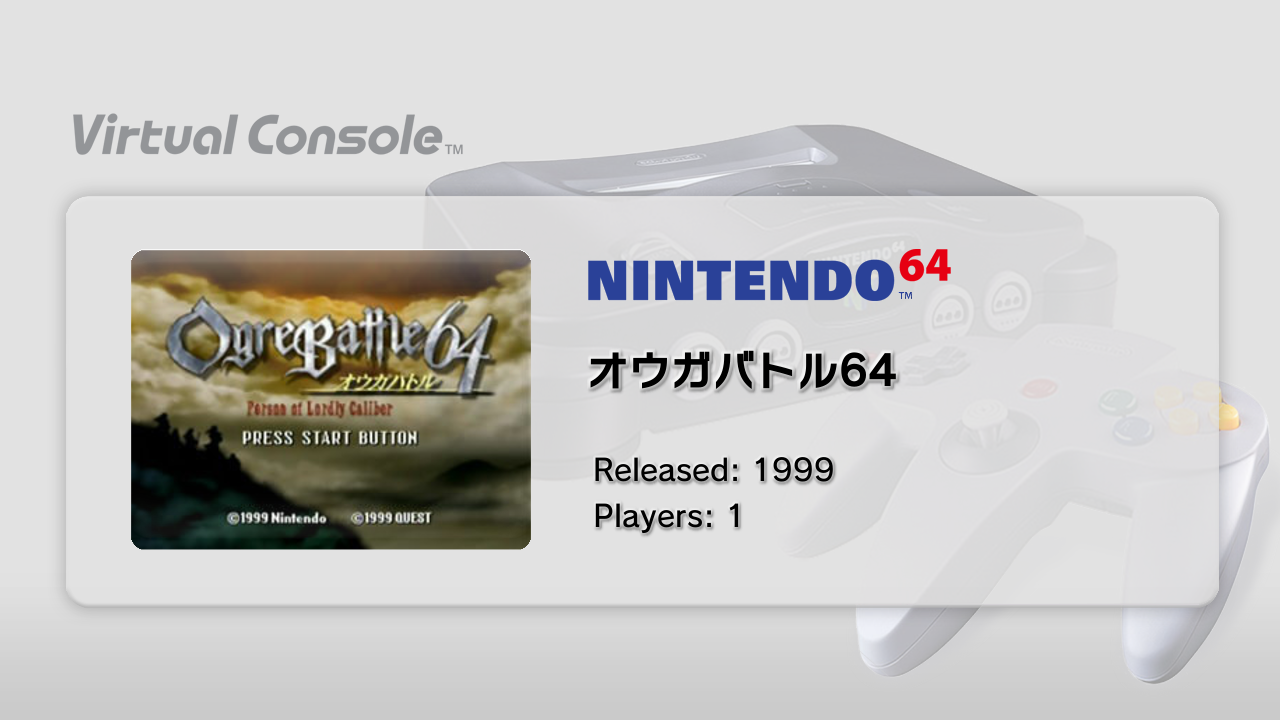 Virtual Console™
NINTENDO64™
オウガバトル64
Released: 1999
Players: 1
OgreBattle64
オウガバトル
Person of Lordly Caliber
PRESS START BUTTON
©1999 Nintendo ©1999 QUEST